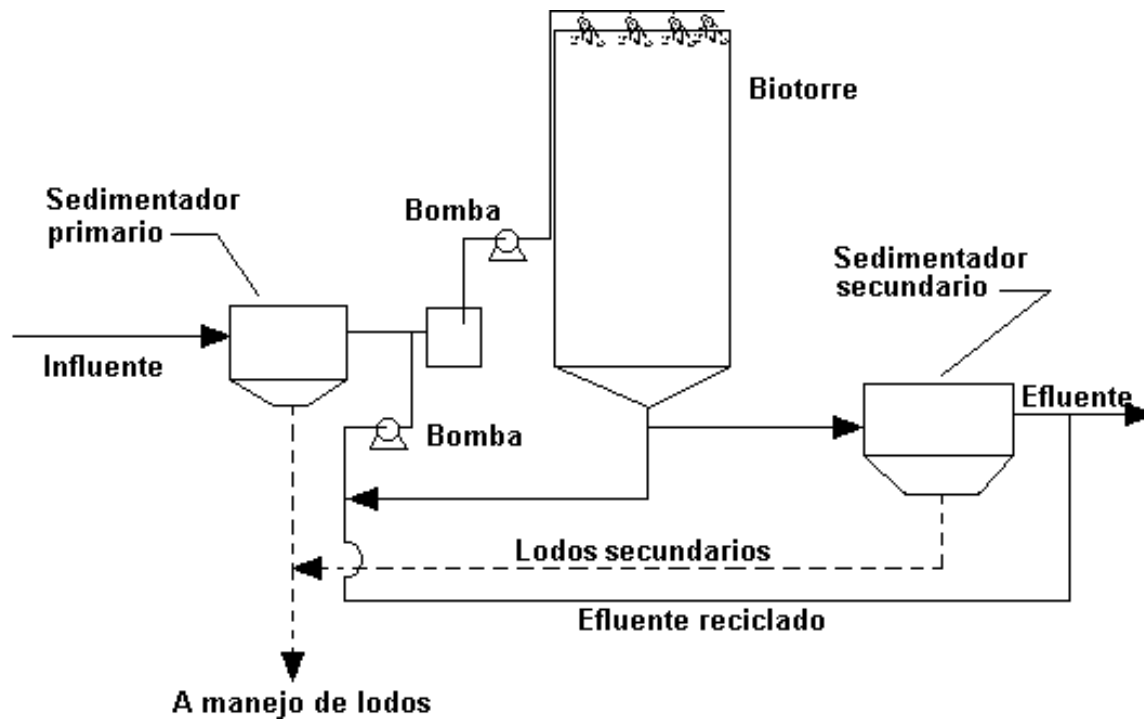 Biotorre
Sedimentador
primario
Bomba
Sedimentador
secundario
Influente
Efluente
Bomba
Lodos secundarios
Efluente reciclado
A manejo de lodos